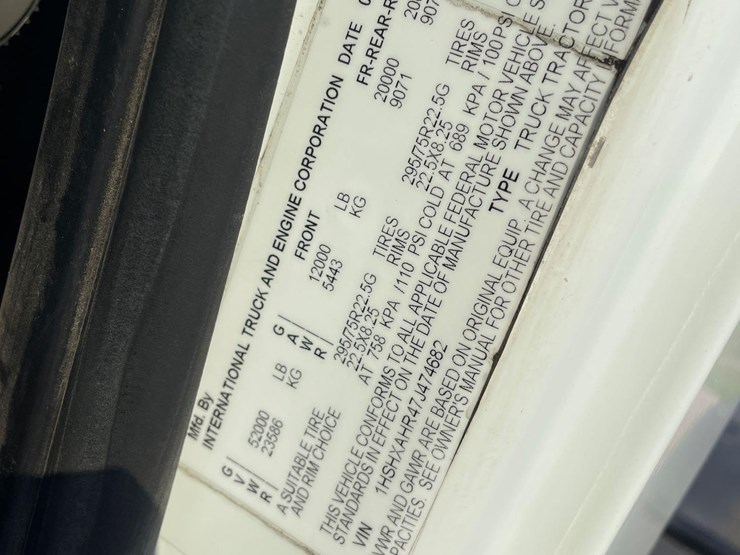 Mfd. By
INTERNATIONAL TRUCK AND ENGINE CORPORATION DATE
G V W R 52000 LB G A W R FRONT 12000 LB FR-REAR-R 20000
23586 KG 5443 KG 9071 907
A SUITABLE TIRE 295/75R22.5G TIRES 295/75R22.5G TIRES
AND RIM CHOICE 22.5X8.25 RIMS 22.5X8.25 RIMS
AT 758 KPA /110 PSI COLD AT 689 KPA / 100 PSI
THIS VEHICLE CONFORMS TO ALL APPLICABLE FEDERAL MOTOR VEHICLE S
STANDARDS IN EFFECT ON THE DATE OF MANUFACTURE SHOWN ABOVE.
VIN 1HSHXAHR47J474682 TYPE TRUCK TRACTOR
WR AND GAWR ARE BASED ON ORIGINAL EQUIP. A CHANGE MAY AFFECT V
PACITIES. SEE OWNER'S MANUAL FOR OTHER TIRE AND CAPACITY